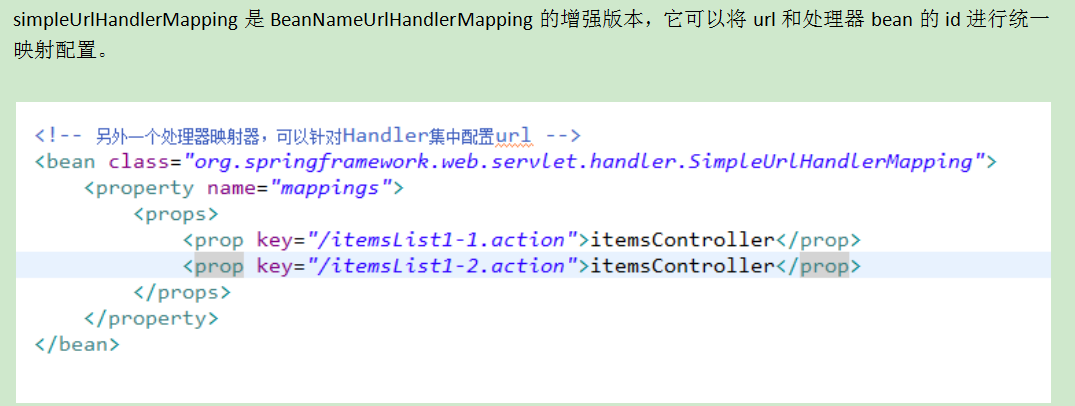 simpleUrlHandlerMapping 是 BeanNameUrlHandlerMapping 的增强版本，它可以将 url 和处理器 bean 的 id 进行统一
映射配置。
<!-- 另外一个处理器映射器，可以针对Handler集中配置url -->
<bean class="org.springframework.web.servlet.handler.SimpleUrlHandlerMapping">
<property name="mappings">
<props>
<prop key="/itemsList1-1.action">itemsController</prop>
<prop key="/itemsList1-2.action">itemsController</prop>
</props>
</property>
</bean>